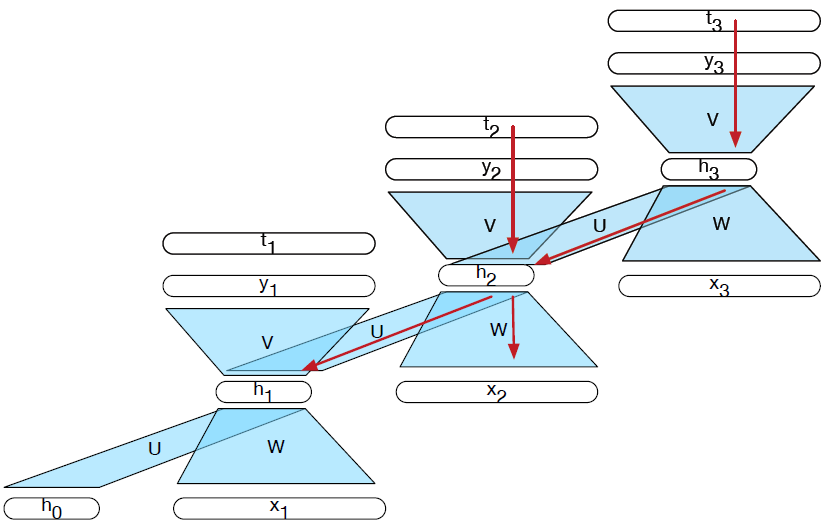 t3
y3
V
h3
t2
y2
V
U
W
h2
x3
t1
y1
V
U
W
h1
x2
U
W
h0
x1